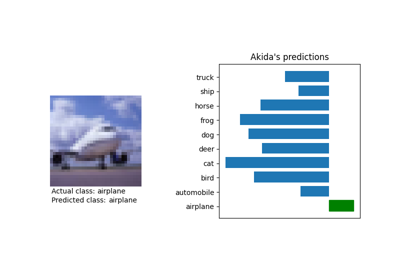 Akida's predictions
truck
ship
horse
frog
dog
deer
cat
bird
automobile
airplane
Actual class: airplane
Predicted class: airplane